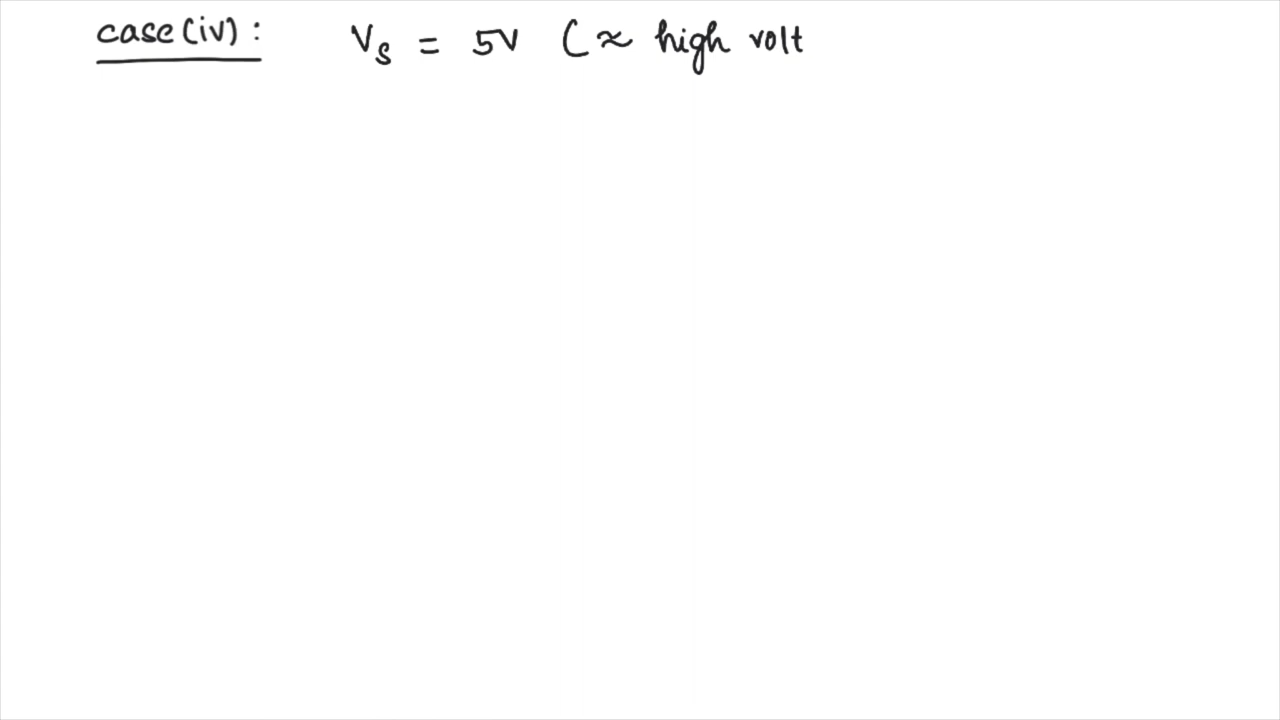 case(iv) : Vs = 5V (≈ high volt